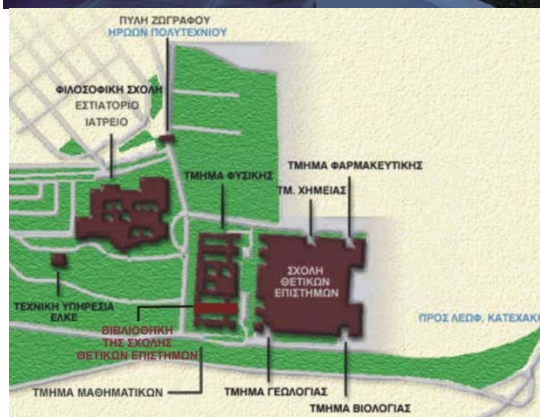 ΠΥΛΗ ΖΩΓΡΑΦΟΥ
ΗΡΩΩΝ ΠΟΛΥΤΕΧΝΙΟΥ
ΦΙΛΟΣΟΦΙΚΗ ΣΧΟΛΗ
ΕΣΤΙΑΤΟΡΙΟ
ΙΑΤΡΕΙΟ
ΤΜΗΜΑ ΦΥΣΙΚΗΣ
ΤΜΗΜΑ ΦΑΡΜΑΚΕΥΤΙΚΗΣ
ΤΜ. ΧΗΜΕΙΑΣ
ΣΧΟΛΗ
ΘΕΤΙΚΩΝ
ΕΠΙΣΤΗΜΩΝ
ΤΕΧΝΙΚΗ ΥΠΗΡΕΣΙΑ
ΕΛΚΕ
ΒΙΒΛΙΟΘΗΚΗ
ΤΗΣ ΣΧΟΛΗΣ
ΘΕΤΙΚΩΝ ΕΠΙΣΤΗΜΩΝ
ΠΡΟΣ ΛΕΩΦ. ΚΑΤΕΧΑΚΗ
ΤΜΗΜΑ ΜΑΘΗΜΑΤΙΚΩΝ
ΤΜΗΜΑ ΓΕΩΛΟΓΙΑΣ
ΤΜΗΜΑ ΒΙΟΛΟΓΙΑΣ